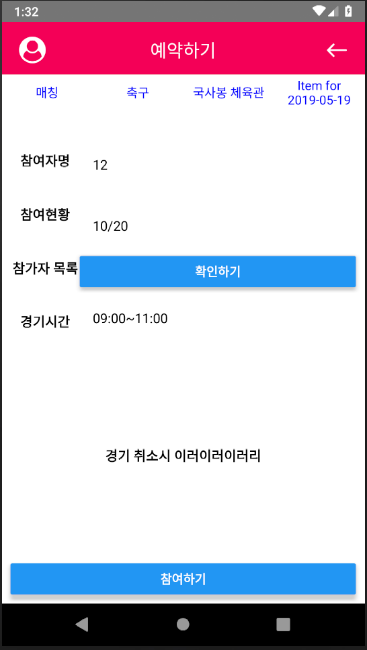 1:32
예약하기
매칭 축구 국사봉 체육관 Item for
2019-05-19
참여자명 12
참여현황 10/20
참가자 목록 확인하기
경기시간 09:00~11:00
경기 취소시 이러이러이러리
참여하기